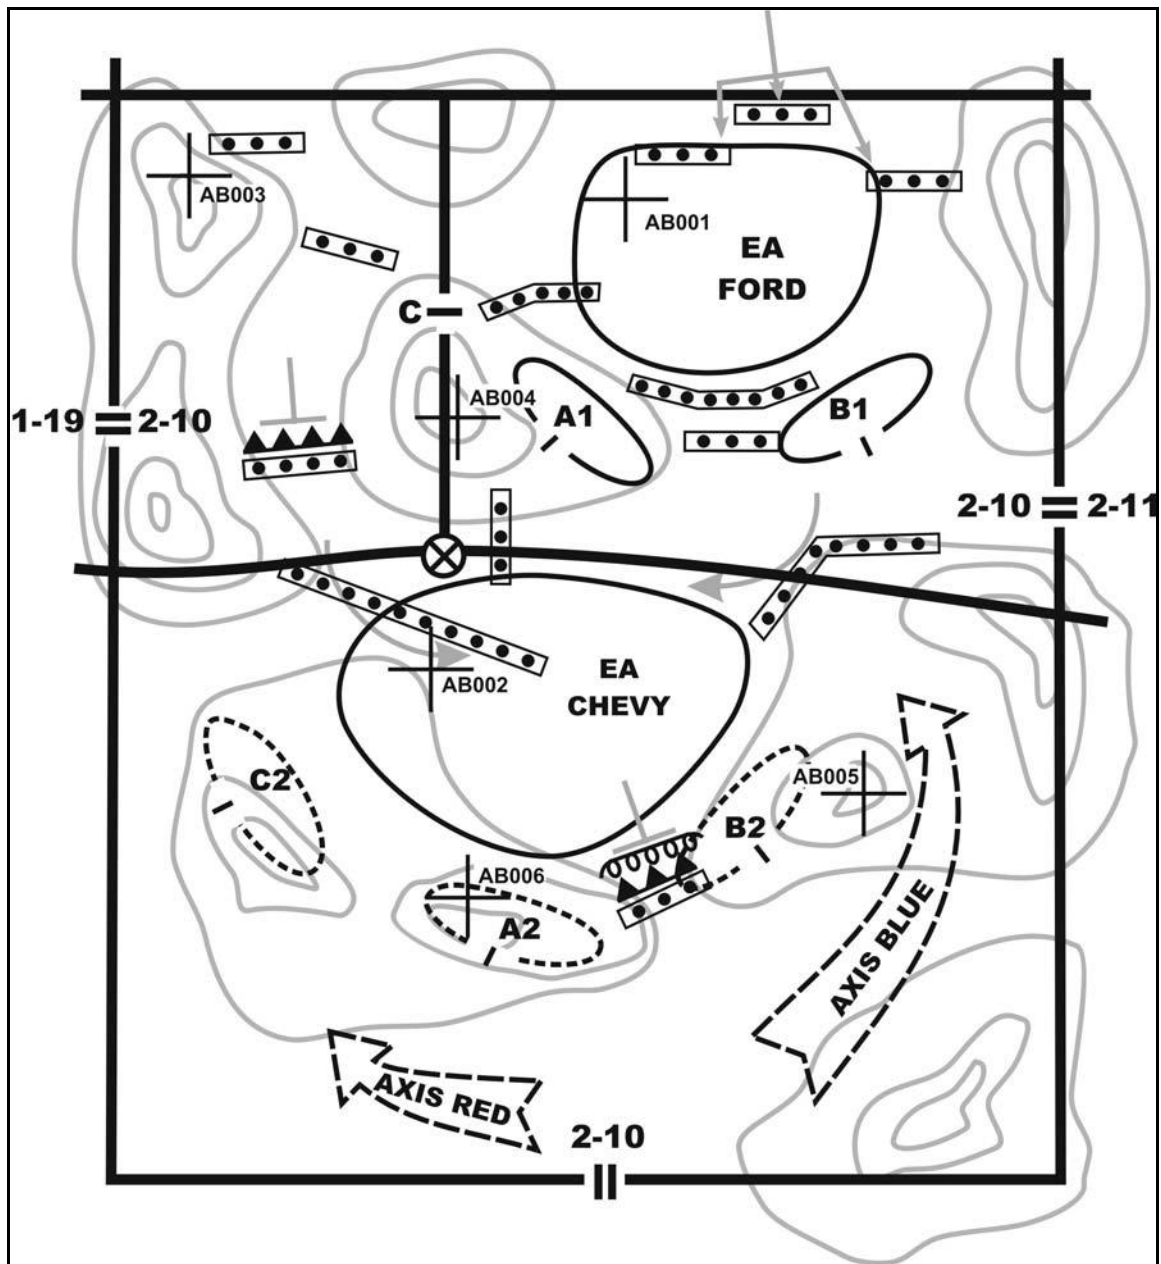 AB003
AB001
EA
FORD
C
AB004
A1
B1
1-19
2-10
2-10
2-11
EA
CHEVY
AB002
C2
AB005
B2
AB006
A2
AXIS BLUE
AXIS RED
2-10